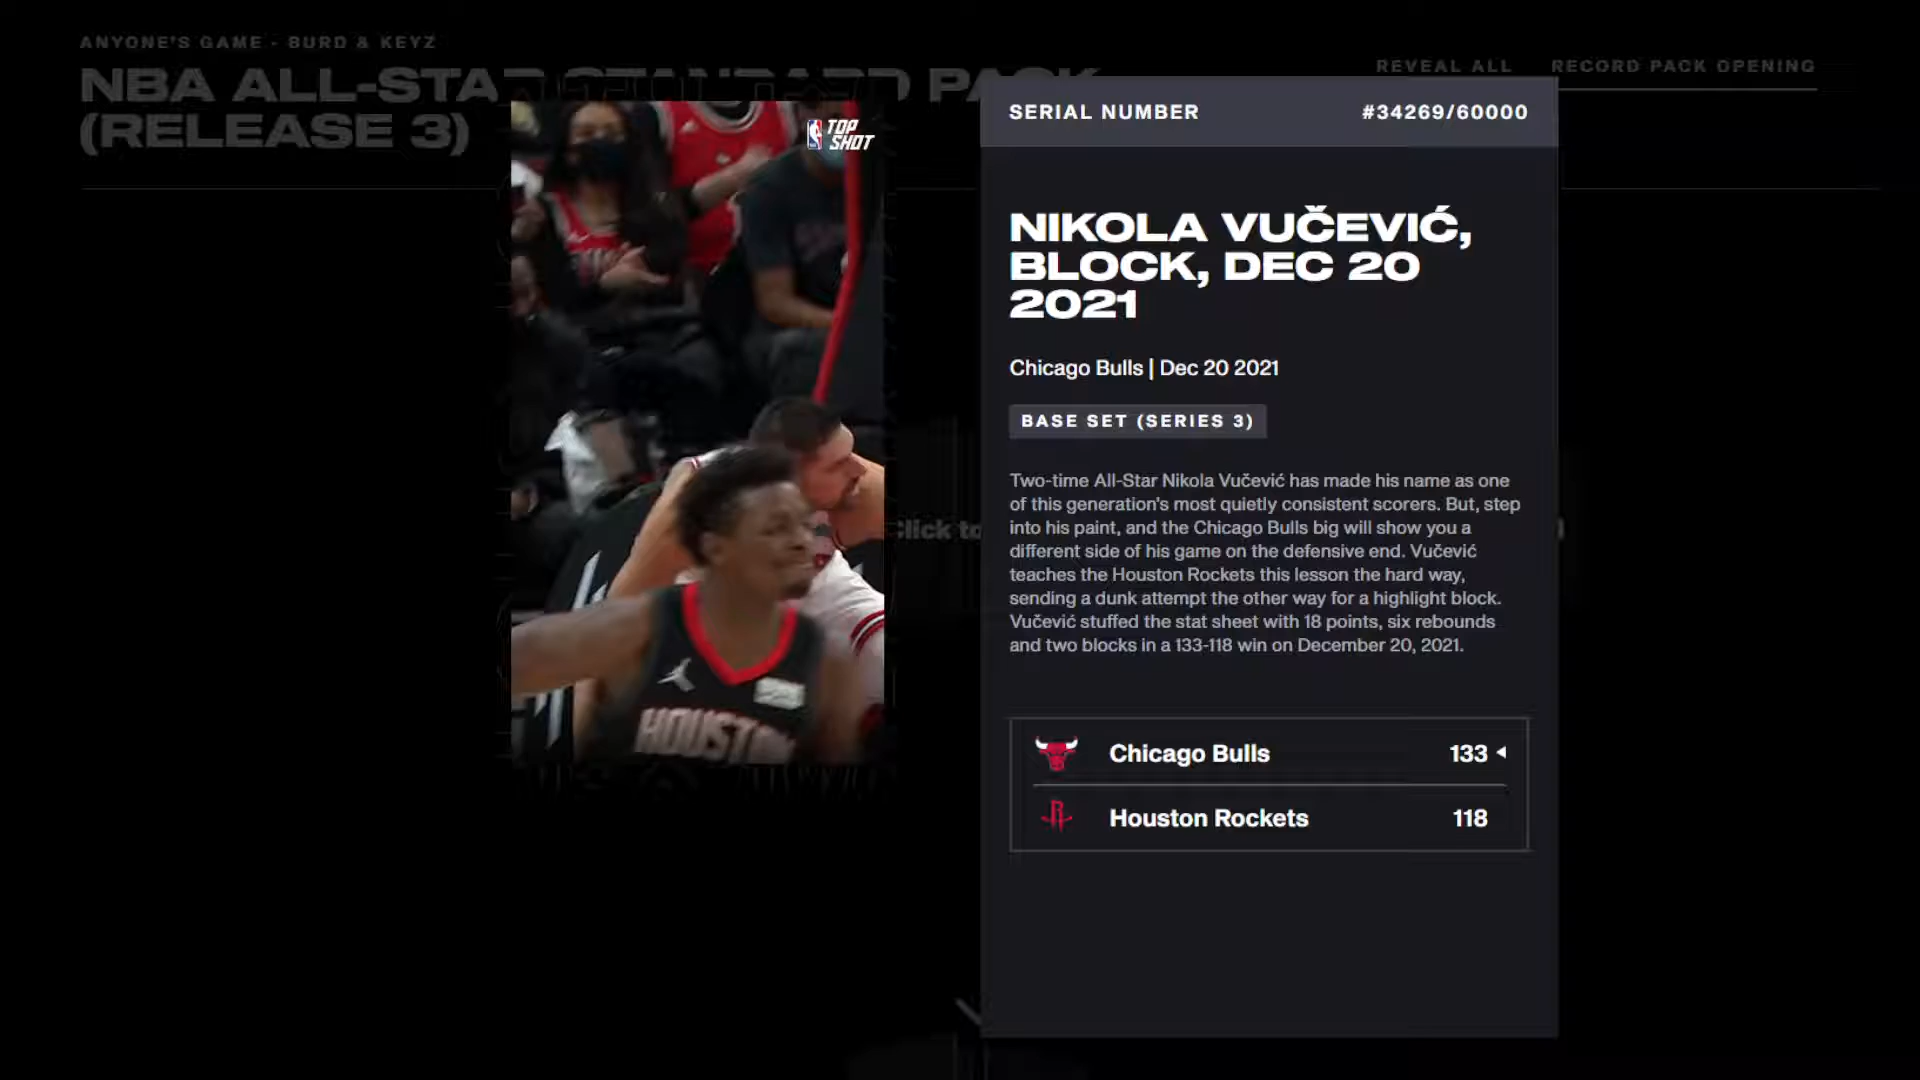 ANYONE'S GAME - BURD & KEYZ
NBA ALL-STAR STANDARD PACK
(RELEASE 3)
REVEAL ALL
RECORD PACK OPENING
TOP
SHOT
HOUSTON
Click to
SERIAL NUMBER
#34269/60000
NIKOLA VUČEVIĆ,
BLOCK, DEC 20
2021
Chicago Bulls | Dec 20 2021
BASE SET (SERIES 3)
Two-time All-Star Nikola Vučević has made his name as one
of this generation's most quietly consistent scorers. But, step
into his paint, and the Chicago Bulls big will show you a
different side of his game on the defensive end. Vučević
teaches the Houston Rockets this lesson the hard way,
sending a dunk attempt the other way for a highlight block.
Vučević stuffed the stat sheet with 18 points, six rebounds
and two blocks in a 133-118 win on December 20, 2021.
Chicago Bulls 133
Houston Rockets 118